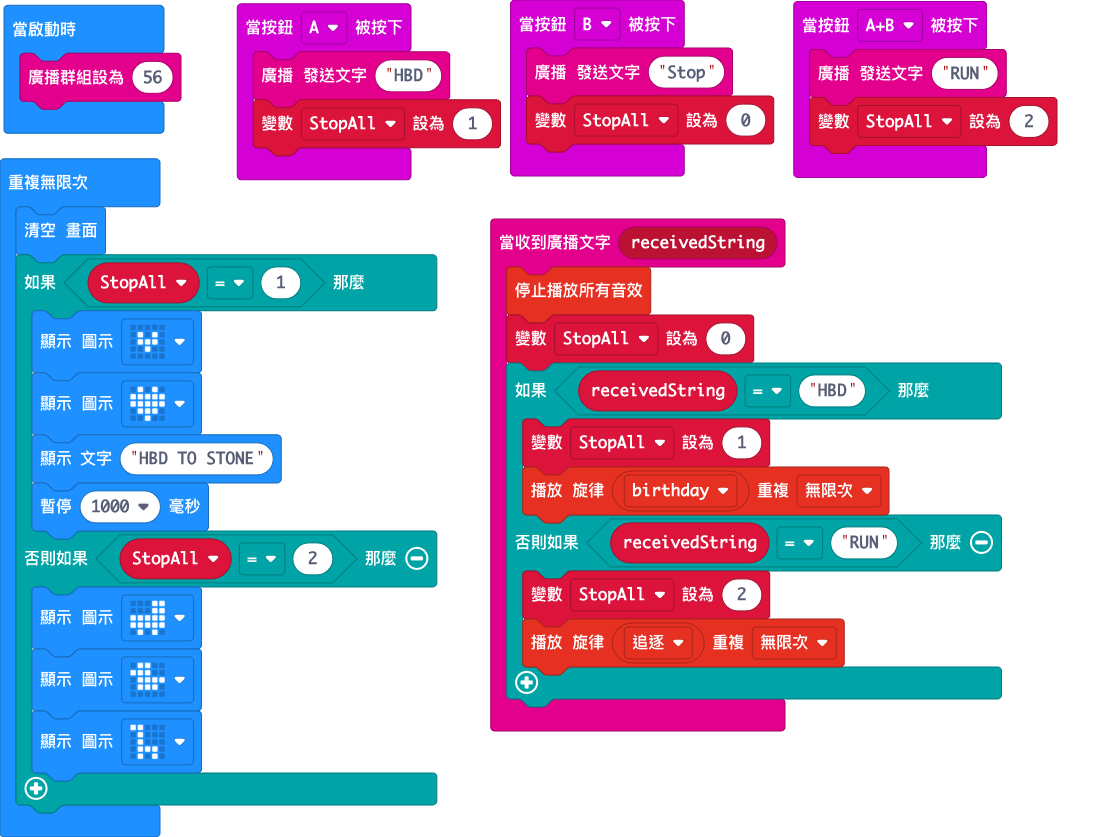 當啟動時
廣播群組設為 56
當按鈕 A 被按下
廣播 發送文字 "HBD"
變數 StopAll 設為 1
當按鈕 B 被按下
廣播 發送文字 "Stop"
變數 StopAll 設為 0
當按鈕 A+B 被按下
廣播 發送文字 "RUN"
變數 StopAll 設為 2
重複無限次
清空 畫面
如果 StopAll = 1 那麼
顯示 圖示
顯示 圖示
顯示 文字 "HBD TO STONE"
暫停 1000 毫秒
否則如果 StopAll = 2 那麼
顯示 圖示
顯示 圖示
顯示 圖示
當收到廣播文字 receivedString
停止播放所有音效
變數 StopAll 設為 0
如果 receivedString = "HBD" 那麼
變數 StopAll 設為 1
播放 旋律 birthday 重複 無限次
否則如果 receivedString = "RUN" 那麼
變數 StopAll 設為 2
播放 旋律 追逐 重複 無限次